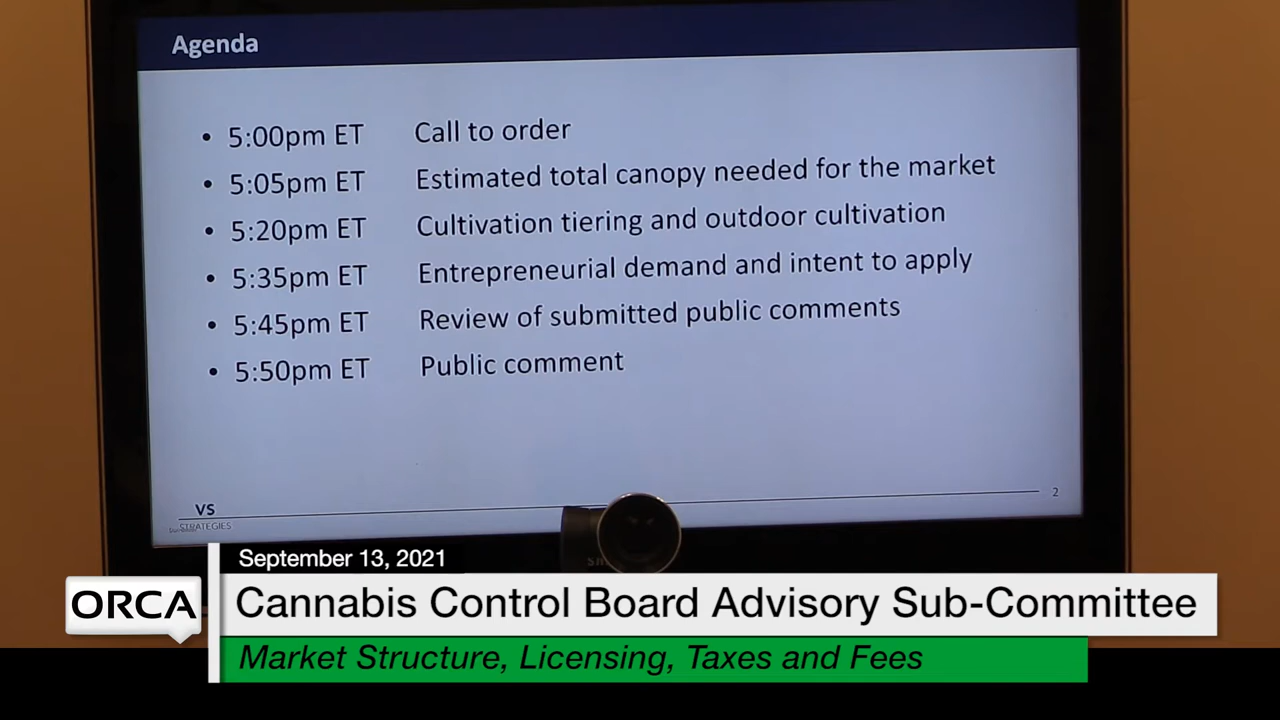 Agenda
• 5:00pm ET Call to order
• 5:05pm ET Estimated total canopy needed for the market
• 5:20pm ET Cultivation tiering and outdoor cultivation
• 5:35pm ET Entrepreneurial demand and intent to apply
• 5:45pm ET Review of submitted public comments
• 5:50pm ET Public comment
2
VS
STRATEGIES
September 13, 2021
ORCA
Cannabis Control Board Advisory Sub-Committee
Market Structure, Licensing, Taxes and Fees